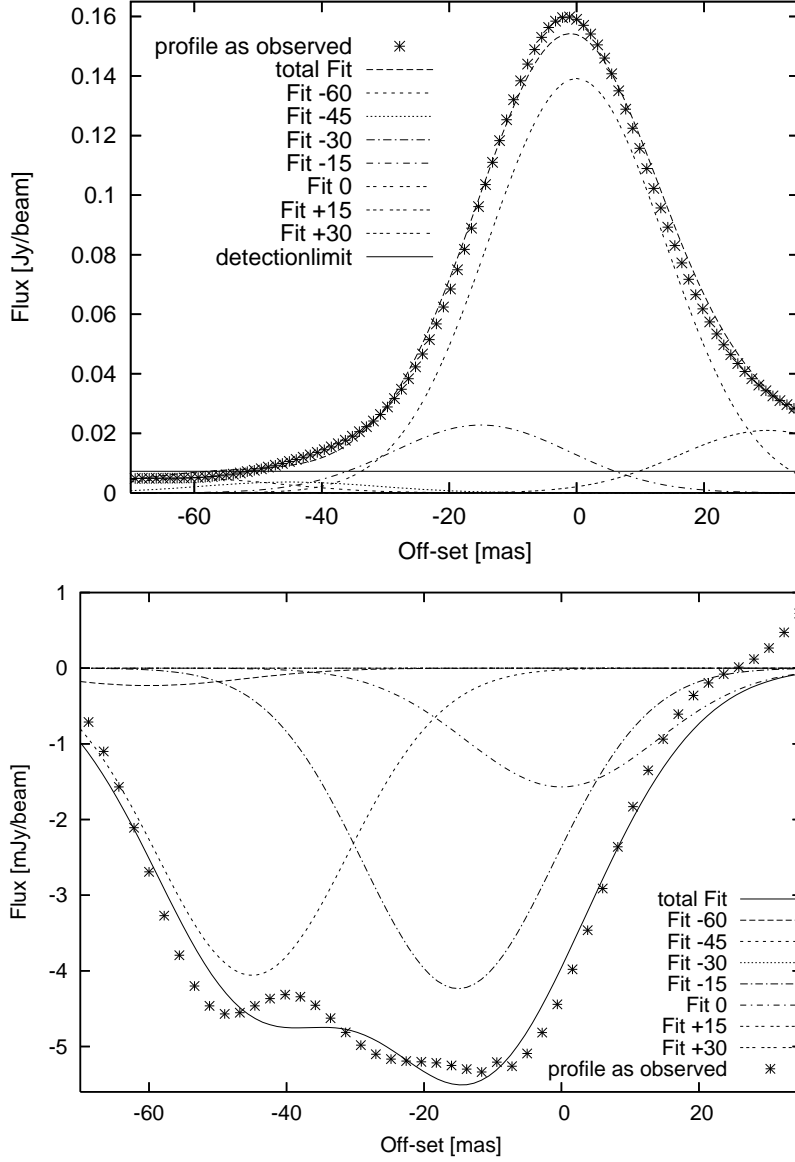 0.16
0.14
0.12
0.1
0.08
0.06
0.04
0.02
0
Flux [Jy/beam]
profile as observed
total Fit
Fit -60
Fit -45
Fit -30
Fit -15
Fit 0
Fit +15
Fit +30
detectionlimit
-60 -40 -20 0 20
Off-set [mas]
1
0
-1
-2
-3
-4
-5
Flux [mJy/beam]
total Fit
Fit -60
Fit -45
Fit -30
Fit -15
Fit 0
Fit +15
Fit +30
profile as observed
-60 -40 -20 0 20
Off-set [mas]